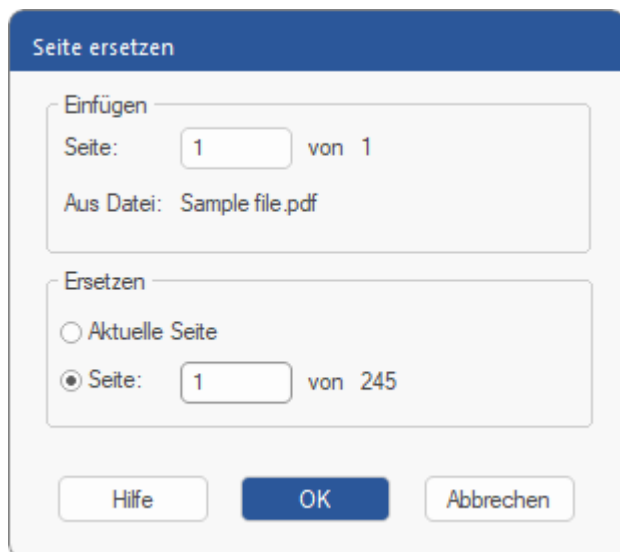 Seite ersetzen
Einfügen
Seite: 1 von 1
Aus Datei: Sample file.pdf
Ersetzen
Aktuelle Seite
Seite: 1 von 245
Hilfe OK Abbrechen